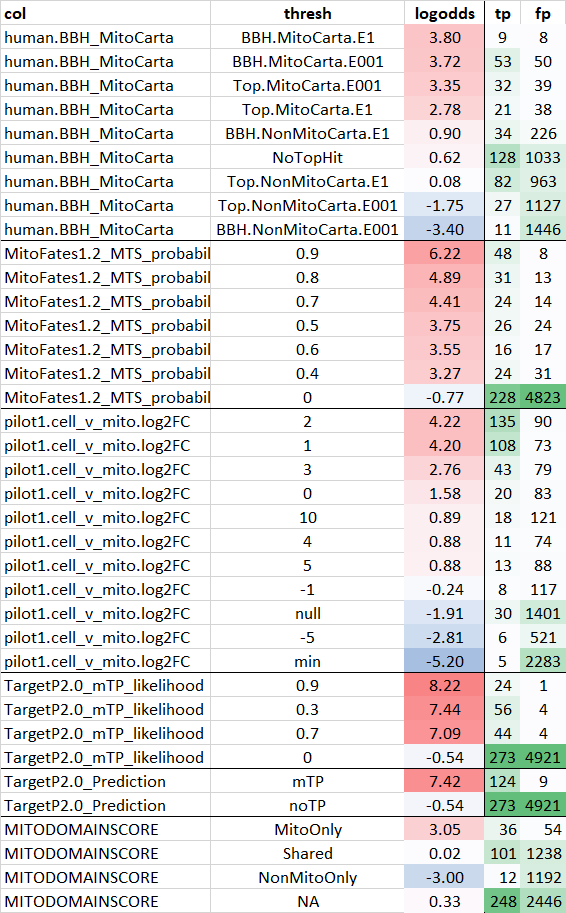 col thresh logodds tp fp
human.BBH_MitoCarta BBH.MitoCarta.E1 3.80 9 8
human.BBH_MitoCarta BBH.MitoCarta.E001 3.72 53 50
human.BBH_MitoCarta Top.MitoCarta.E001 3.35 32 39
human.BBH_MitoCarta Top.MitoCarta.E1 2.78 21 38
human.BBH_MitoCarta BBH.NonMitoCarta.E1 0.90 34 226
human.BBH_MitoCarta NoTopHit 0.62 128 1033
human.BBH_MitoCarta Top.NonMitoCarta.E1 0.08 82 963
human.BBH_MitoCarta Top.NonMitoCarta.E001 -1.75 27 1127
human.BBH_MitoCarta BBH.NonMitoCarta.E001 -3.40 11 1446
MitoFates1.2_MTS_probabil 0.9 6.22 48 8
MitoFates1.2_MTS_probabil 0.8 4.89 31 13
MitoFates1.2_MTS_probabil 0.7 4.41 24 14
MitoFates1.2_MTS_probabil 0.5 3.75 26 24
MitoFates1.2_MTS_probabil 0.6 3.55 16 17
MitoFates1.2_MTS_probabil 0.4 3.27 24 31
MitoFates1.2_MTS_probabil 0 -0.77 228 4823
pilot1.cell_v_mito.log2FC 2 4.22 135 90
pilot1.cell_v_mito.log2FC 1 4.20 108 73
pilot1.cell_v_mito.log2FC 3 2.76 43 79
pilot1.cell_v_mito.log2FC 0 1.58 20 83
pilot1.cell_v_mito.log2FC 10 0.89 18 121
pilot1.cell_v_mito.log2FC 4 0.88 11 74
pilot1.cell_v_mito.log2FC 5 0.88 13 88
pilot1.cell_v_mito.log2FC -1 -0.24 8 117
pilot1.cell_v_mito.log2FC null -1.91 30 1401
pilot1.cell_v_mito.log2FC -5 -2.81 6 521
pilot1.cell_v_mito.log2FC min -5.20 5 2283
TargetP2.0_mTP_likelihood 0.9 8.22 24 1
TargetP2.0_mTP_likelihood 0.3 7.44 56 4
TargetP2.0_mTP_likelihood 0.7 7.09 44 4
TargetP2.0_mTP_likelihood 0 -0.54 273 4921
TargetP2.0_Prediction mTP 7.42 124 9
TargetP2.0_Prediction noTP -0.54 273 4921
MITODOMAINSCORE MitoOnly 3.05 36 54
MITODOMAINSCORE Shared 0.02 101 1238
MITODOMAINSCORE NonMitoOnly -3.00 12 1192
MITODOMAINSCORE NA 0.33 248 2446